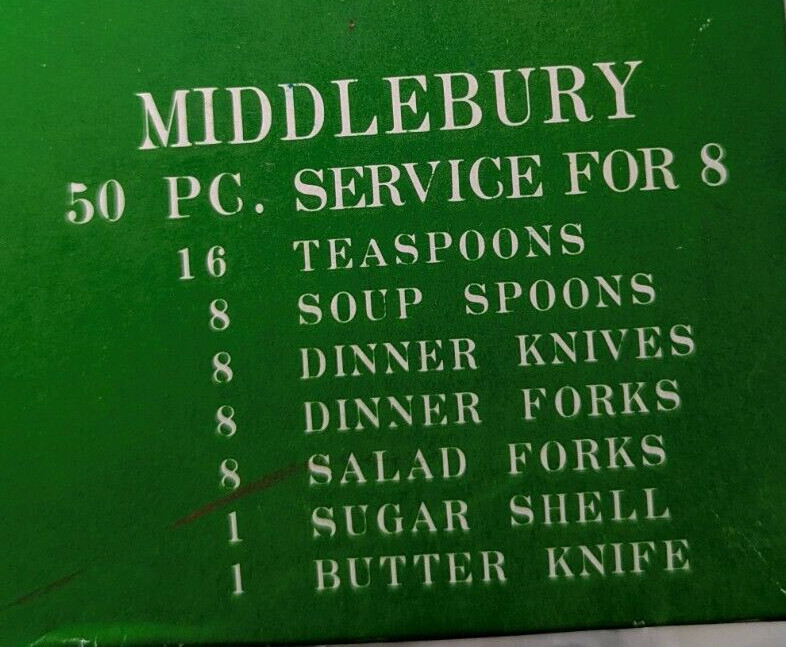 MIDDLEBURY
50 PC. SERVICE FOR 8
16 TEASPOONS
8 SOUP SPOONS
8 DINNER KNIVES
8 DINNER FORKS
8 SALAD FORKS
1 SUGAR SHELL
1 BUTTER KNIFE